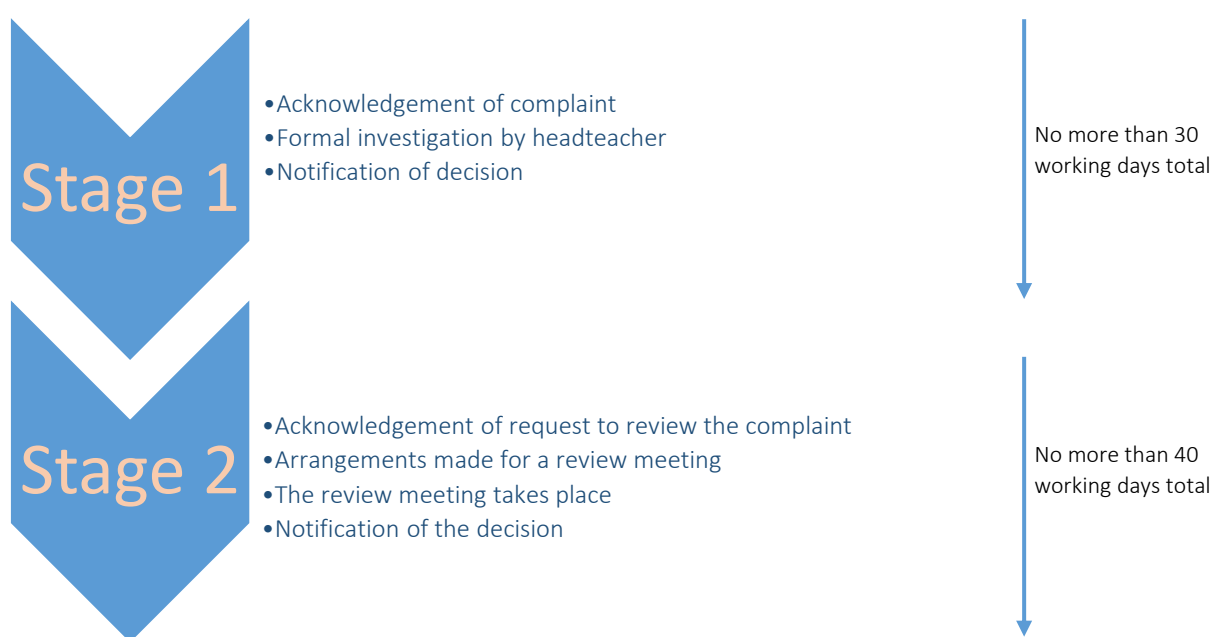 Stage 1
•Acknowledgement of complaint
•Formal investigation by headteacher
•Notification of decision
No more than 30
working days total
Stage 2
•Acknowledgement of request to review the complaint
•Arrangements made for a review meeting
•The review meeting takes place
•Notification of the decision
No more than 40
working days total